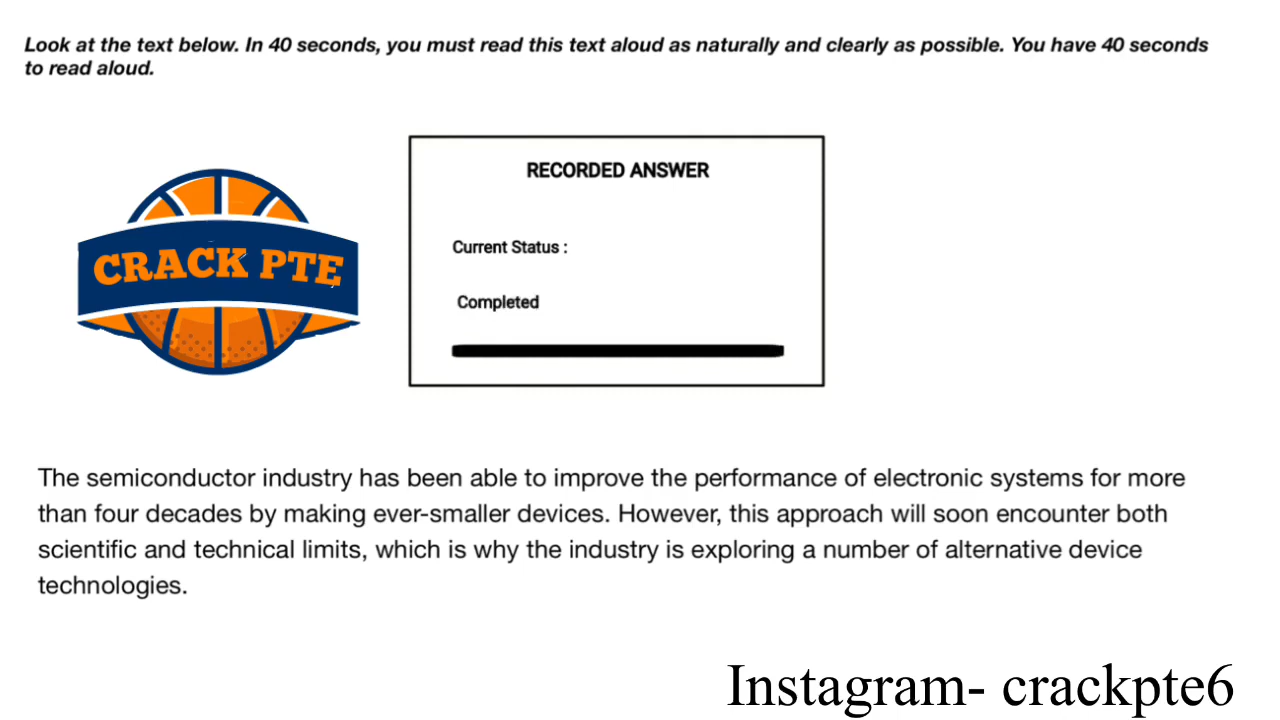 Look at the text below. In 40 seconds, you must read this text aloud as naturally and clearly as possible. You have 40 seconds
to read aloud.
CRACK PTE
RECORDED ANSWER
Current Status :
Completed
The semiconductor industry has been able to improve the performance of electronic systems for more
than four decades by making ever-smaller devices. However, this approach will soon encounter both
scientific and technical limits, which is why the industry is exploring a number of alternative device
technologies.
Instagram- crackpte6